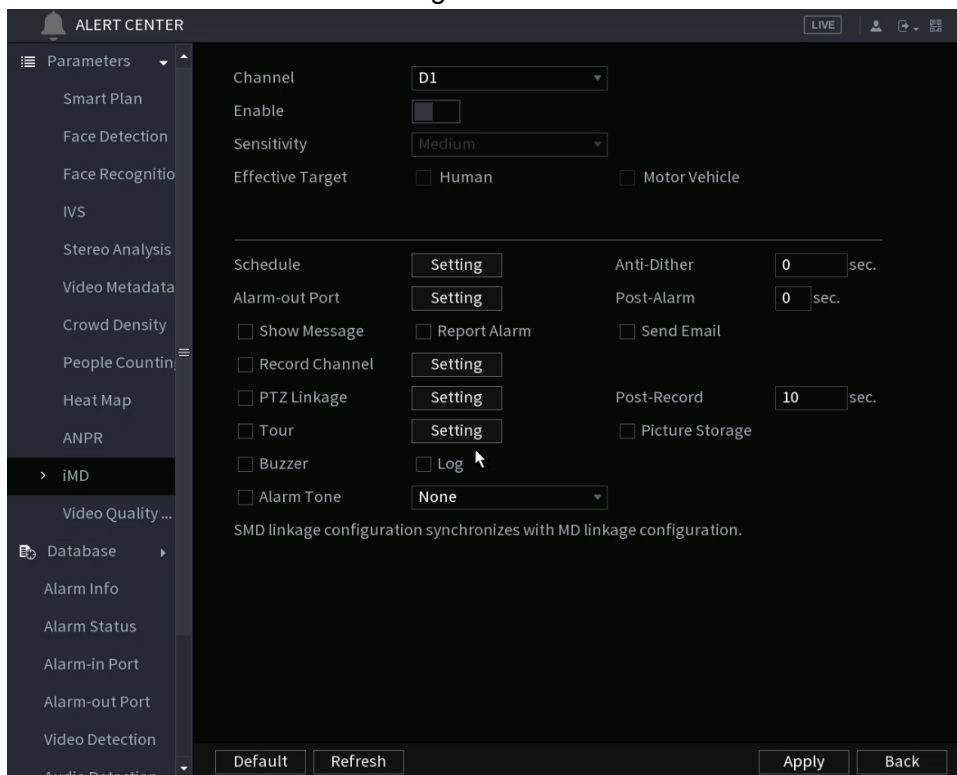 ALERT CENTER
LIVE
Parameters
Smart Plan
Face Detection
Face Recognitio
IVS
Stereo Analysis
Video Metadata
Crowd Density
People Counting
Heat Map
ANPR
> iMD
Video Quality ...
Database
Alarm Info
Alarm Status
Alarm-in Port
Alarm-out Port
Video Detection
Audio Detection
Channel D1
Enable
Sensitivity Medium
Effective Target Human Motor Vehicle
Schedule Setting Anti-Dither 0 sec.
Alarm-out Port Setting Post-Alarm 0 sec.
Show Message Report Alarm Send Email
Record Channel Setting
PTZ Linkage Setting Post-Record 10 sec.
Tour Setting Picture Storage
Buzzer Log
Alarm Tone None
SMD linkage configuration synchronizes with MD linkage configuration.
Default Refresh Apply Back